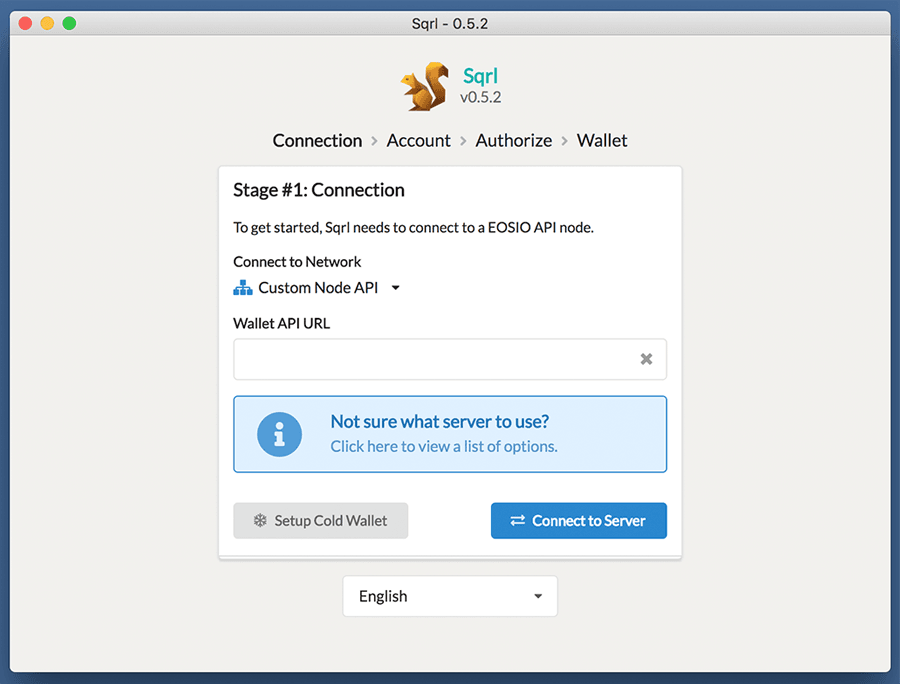 Sqrl - 0.5.2
Sqrl
v0.5.2
Connection > Account > Authorize > Wallet
Stage #1: Connection
To get started, Sqrl needs to connect to a EOSIO API node.
Connect to Network
Custom Node API
Wallet API URL
Not sure what server to use?
Click here to view a list of options.
Setup Cold Wallet
Connect to Server
English